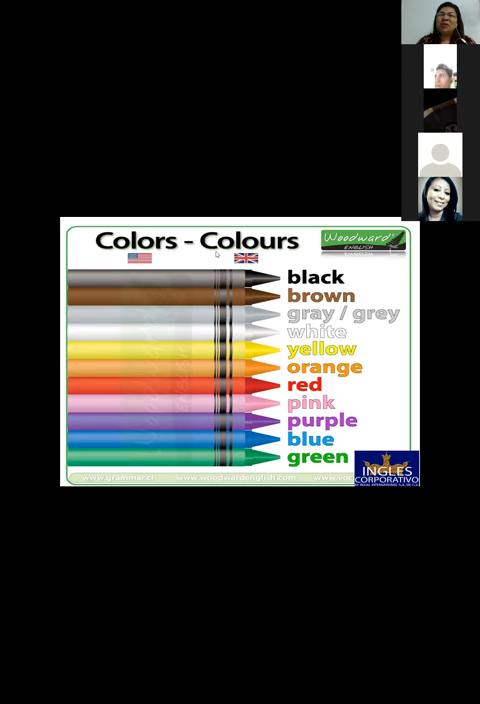 Colors - Colours
Woodward
ENGLISH
black
brown
gray / grey
white
yellow
orange
red
pink
purple
blue
green
www.grammar.cl www.woodwardenglish.com
INGLES
CORPORATIVO